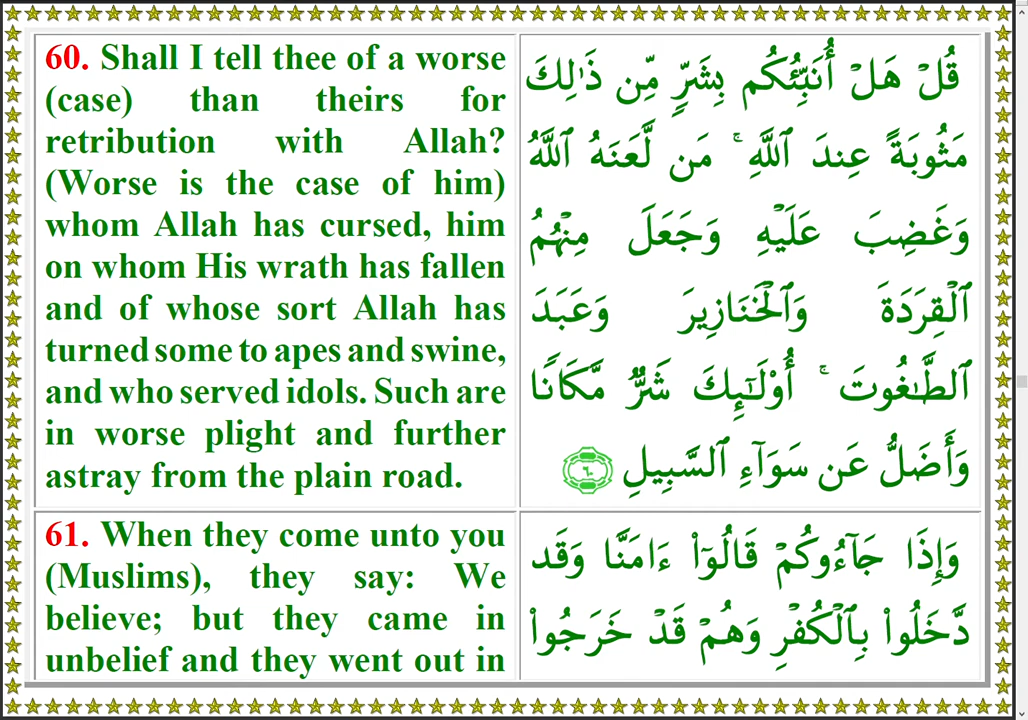 60. Shall I tell thee of a worse
(case) than theirs for
retribution with Allah?
(Worse is the case of him)
whom Allah has cursed, him
on whom His wrath has fallen
and of whose sort Allah has
turned some to apes and swine,
and who served idols. Such are
in worse plight and further
astray from the plain road.
قُلْ هَلْ أُنَبِّئُكُم بِشَرٍّ مِّن ذَٰلِكَ
مَثُوبَةً عِندَ ٱللَّهِ ۚ مَن لَّعَنَهُ ٱللَّهُ
وَغَضِبَ عَلَيْهِ وَجَعَلَ مِنْهُمُ
ٱلْقِرَدَةَ وَٱلْخَنَازِيرَ وَعَبَدَ
ٱلطَّـٰغُوتَ ۚ أُو۟لَـٰٓئِكَ شَرٌّ مَّكَانًا
وَأَضَلُّ عَن سَوَآءِ ٱلسَّبِيلِ ٦٠
61. When they come unto you
(Muslims), they say: We
believe; but they came in
unbelief and they went out in
وَإِذَا جَآءُوكُمْ قَالُوٓا۟ ءَامَنَّا وَقَد
دَّخَلُوا۟ بِٱلْكُفْرِ وَهُمْ قَدْ خَرَجُوا۟